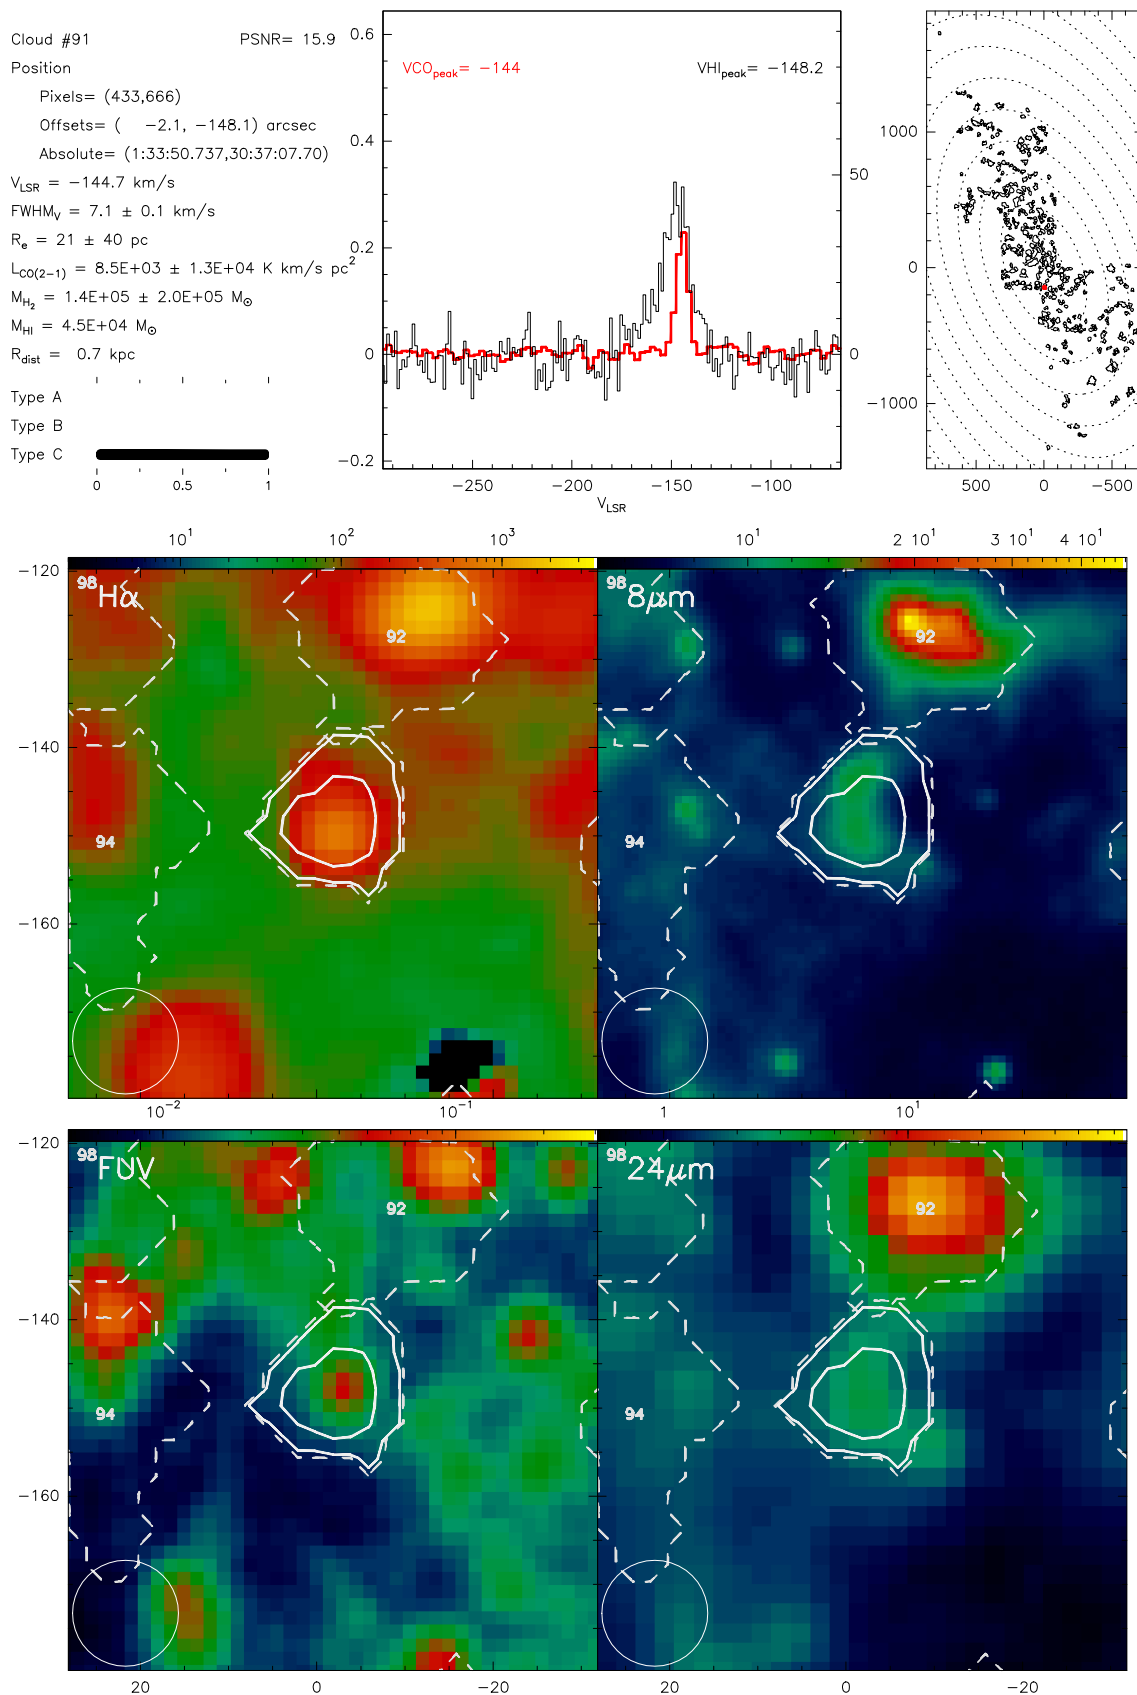 Cloud #91 PSNR= 15.9
Position
Pixels= (433,666)
Offsets= ( −2.1, −148.1) arcsec
Absolute= (1:33:50.737,30:37:07.70)
V_LSR = −144.7 km/s
FWHM_V = 7.1 ± 0.1 km/s
R_e = 21 ± 40 pc
L_CO(2−1) = 8.5E+03 ± 1.3E+04 K km/s pc²
M_H₂ = 1.4E+05 ± 2.0E+05 M⊙
M_HI = 4.5E+04 M⊙
R_dist = 0.7 kpc
Type A
Type B
Type C
0 0.5 1
VCO_peak= −144 VHI_peak= −148.2
0.6
0.4
0.2
0
−0.2
50
0
−250 −200 −150 −100
V_LSR
1000
0
−1000
500 0 −500
10¹ 10² 10³
10¹ 2 10¹ 3 10¹ 4 10¹
−120
−140
−160
98 Hα
92
94
98 8μm
92
94
10⁻² 10⁻¹
1 10¹
−120
−140
−160
98 FUV
92
94
98 24μm
92
94
20 0 −20
20 0 −20